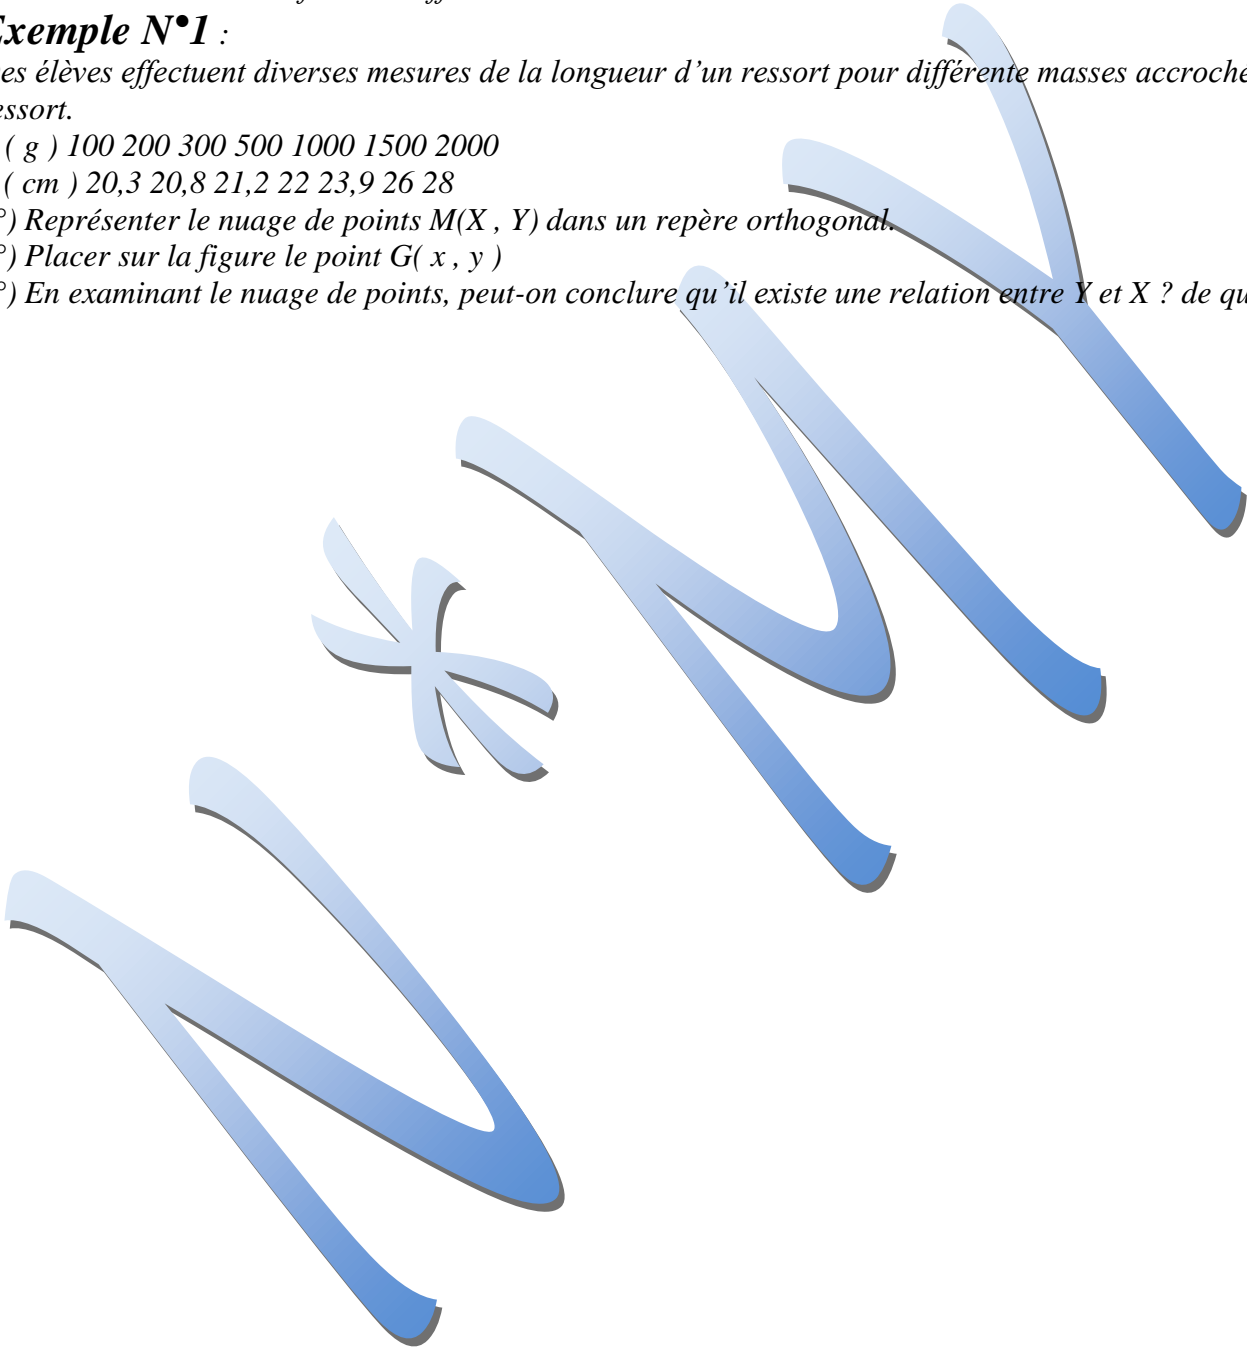 xemple N°1 :
es élèves effectuent diverses mesures de la longueur d'un ressort pour différente masses accroché
essort.
( g ) 100 200 300 500 1000 1500 2000
( cm ) 20,3 20,8 21,2 22 23,9 26 28
°) Représenter le nuage de points M(X , Y) dans un repère orthogonal.
°) Placer sur la figure le point G( x , y )
°) En examinant le nuage de points, peut-on conclure qu'il existe une relation entre Y et X ? de qu